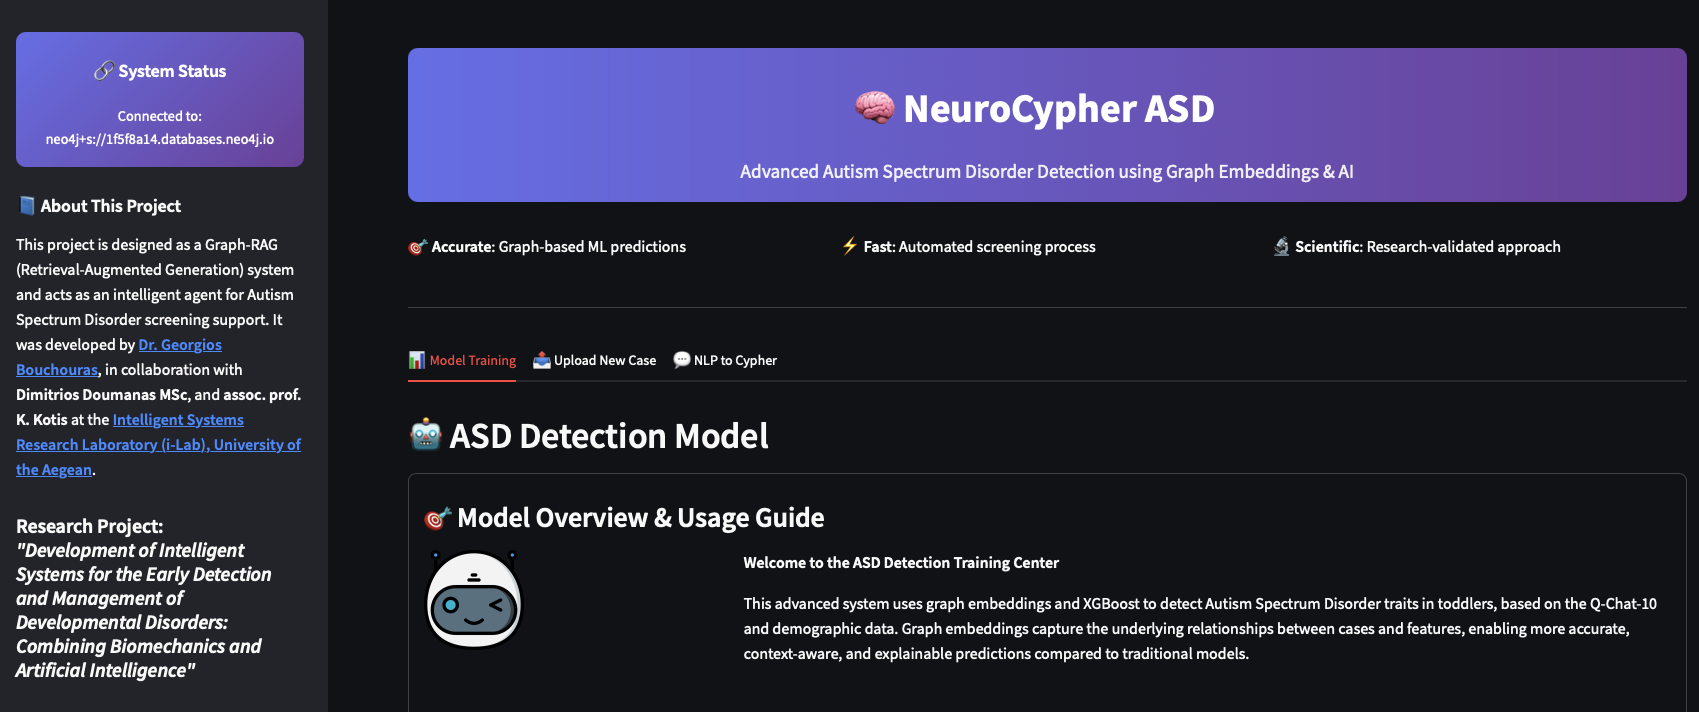 🔗 System Status
Connected to:
neo4j+s://1f5f8a14.databases.neo4j.io
📘 About This Project
This project is designed as a Graph-RAG
(Retrieval-Augmented Generation) system
and acts as an intelligent agent for Autism
Spectrum Disorder screening support. It
was developed by Dr. Georgios
Bouchouras, in collaboration with
Dimitrios Doumanas MSc, and assoc. prof.
K. Kotis at the Intelligent Systems
Research Laboratory (i-Lab), University of
the Aegean.
Research Project:
"Development of Intelligent
Systems for the Early Detection
and Management of
Developmental Disorders:
Combining Biomechanics and
Artificial Intelligence"
🧠 NeuroCypher ASD
Advanced Autism Spectrum Disorder Detection using Graph Embeddings & AI
🎯 Accurate: Graph-based ML predictions
⚡ Fast: Automated screening process
🔬 Scientific: Research-validated approach
📊 Model Training
📤 Upload New Case
💬 NLP to Cypher
🤖 ASD Detection Model
🎯 Model Overview & Usage Guide
Welcome to the ASD Detection Training Center
This advanced system uses graph embeddings and XGBoost to detect Autism Spectrum Disorder traits in toddlers, based on the Q-Chat-10
and demographic data. Graph embeddings capture the underlying relationships between cases and features, enabling more accurate,
context-aware, and explainable predictions compared to traditional models.